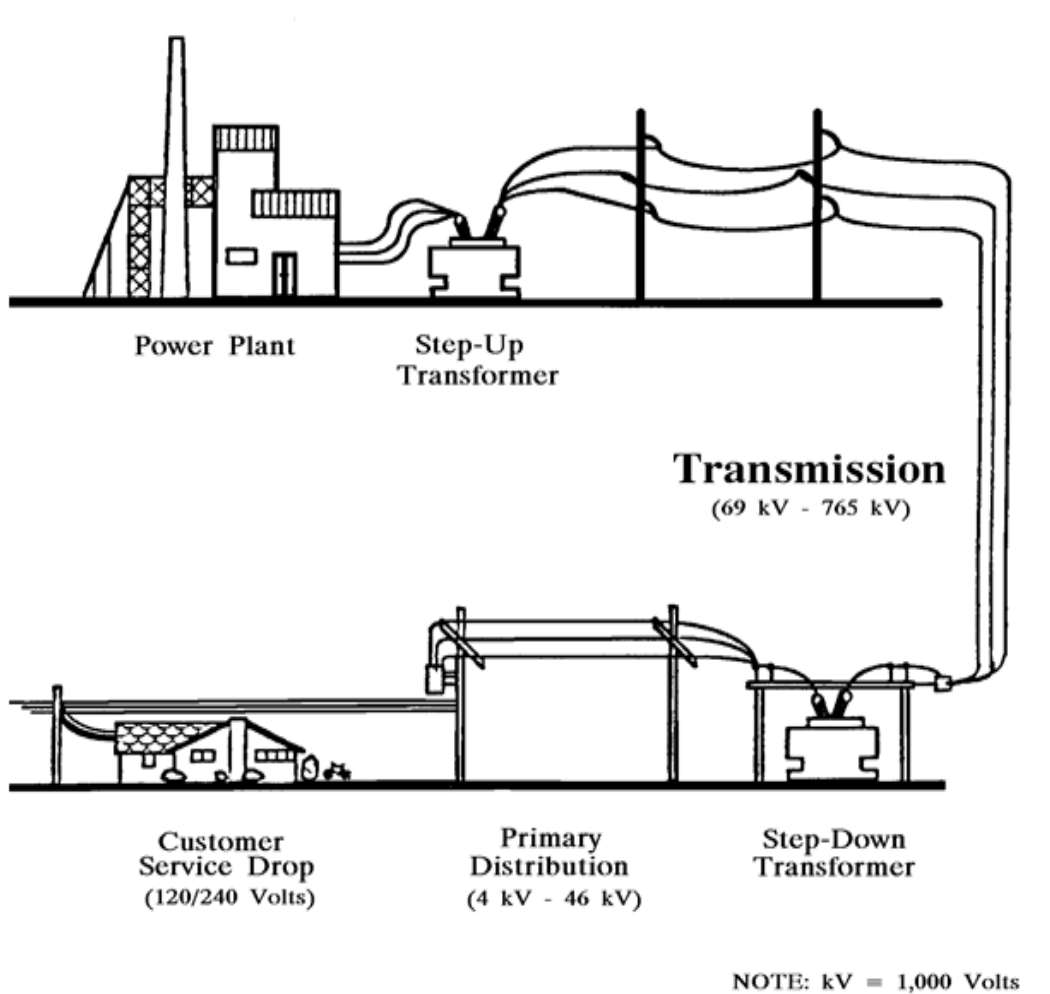 Power Plant
Step-Up
Transformer
Transmission
(69 kV - 765 kV)
Customer
Service Drop
(120/240 Volts)
Primary
Distribution
(4 kV - 46 kV)
Step-Down
Transformer
NOTE: kV = 1,000 Volts